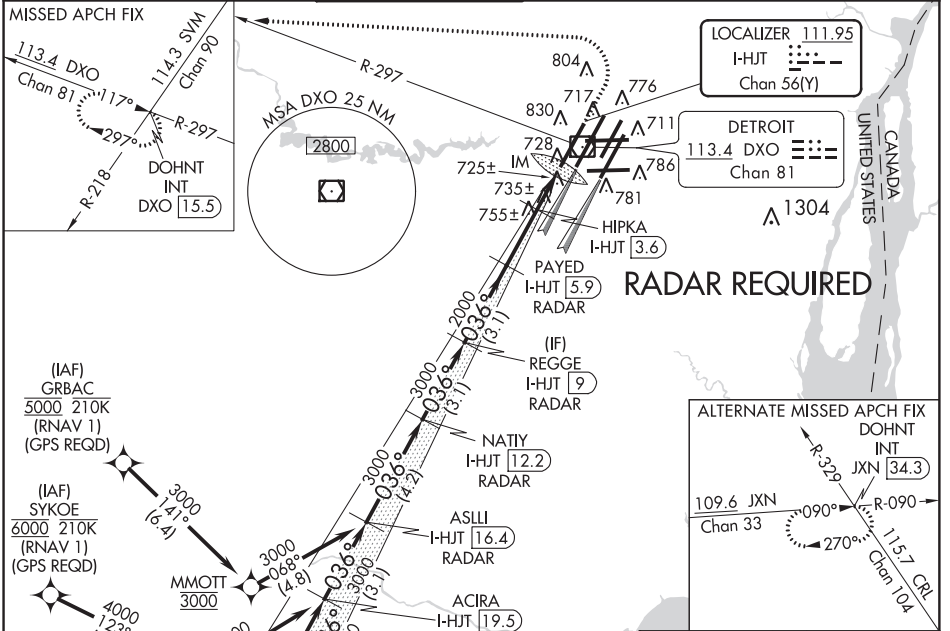 MISSED APCH FIX
113.4 DXO
Chan 81
114.3 SVM
Chan 90
117°
297°
R-297
R-218
DOHNT
INT
DXO 15.5
R-297
MSA DXO 25 NM
2800
LOCALIZER 111.95
I-HJT
Chan 56(Y)
DETROIT
113.4 DXO
Chan 81
804
717
776
830
711
728
786
IM
725±
781
735±
755±
1304
CANADA
UNITED STATES
HIPKA
I-HJT 3.6
PAYED
I-HJT 5.9
RADAR
RADAR REQUIRED
2000
036°
(3.1)
(IF)
REGGE
I-HJT 9
RADAR
3000
036°
(3.1)
NATIY
I-HJT 12.2
RADAR
3000
036°
(4.2)
ASLLI
I-HJT 16.4
RADAR
036°
3000
(3.1)
ACIRA
I-HJT 19.5
(IAF)
GRBAC
5000 210K
(RNAV 1)
(GPS REQD)
3000
141°
(6.4)
(IAF)
SYKOE
6000 210K
(RNAV 1)
(GPS REQD)
4000
123°
MMOTT
3000
3000
068°
(4.8)
ALTERNATE MISSED APCH FIX
DOHNT
INT
JXN 34.3
R-329
109.6 JXN
Chan 33
090°
R-090
270°
115.7 CRL
Chan 104